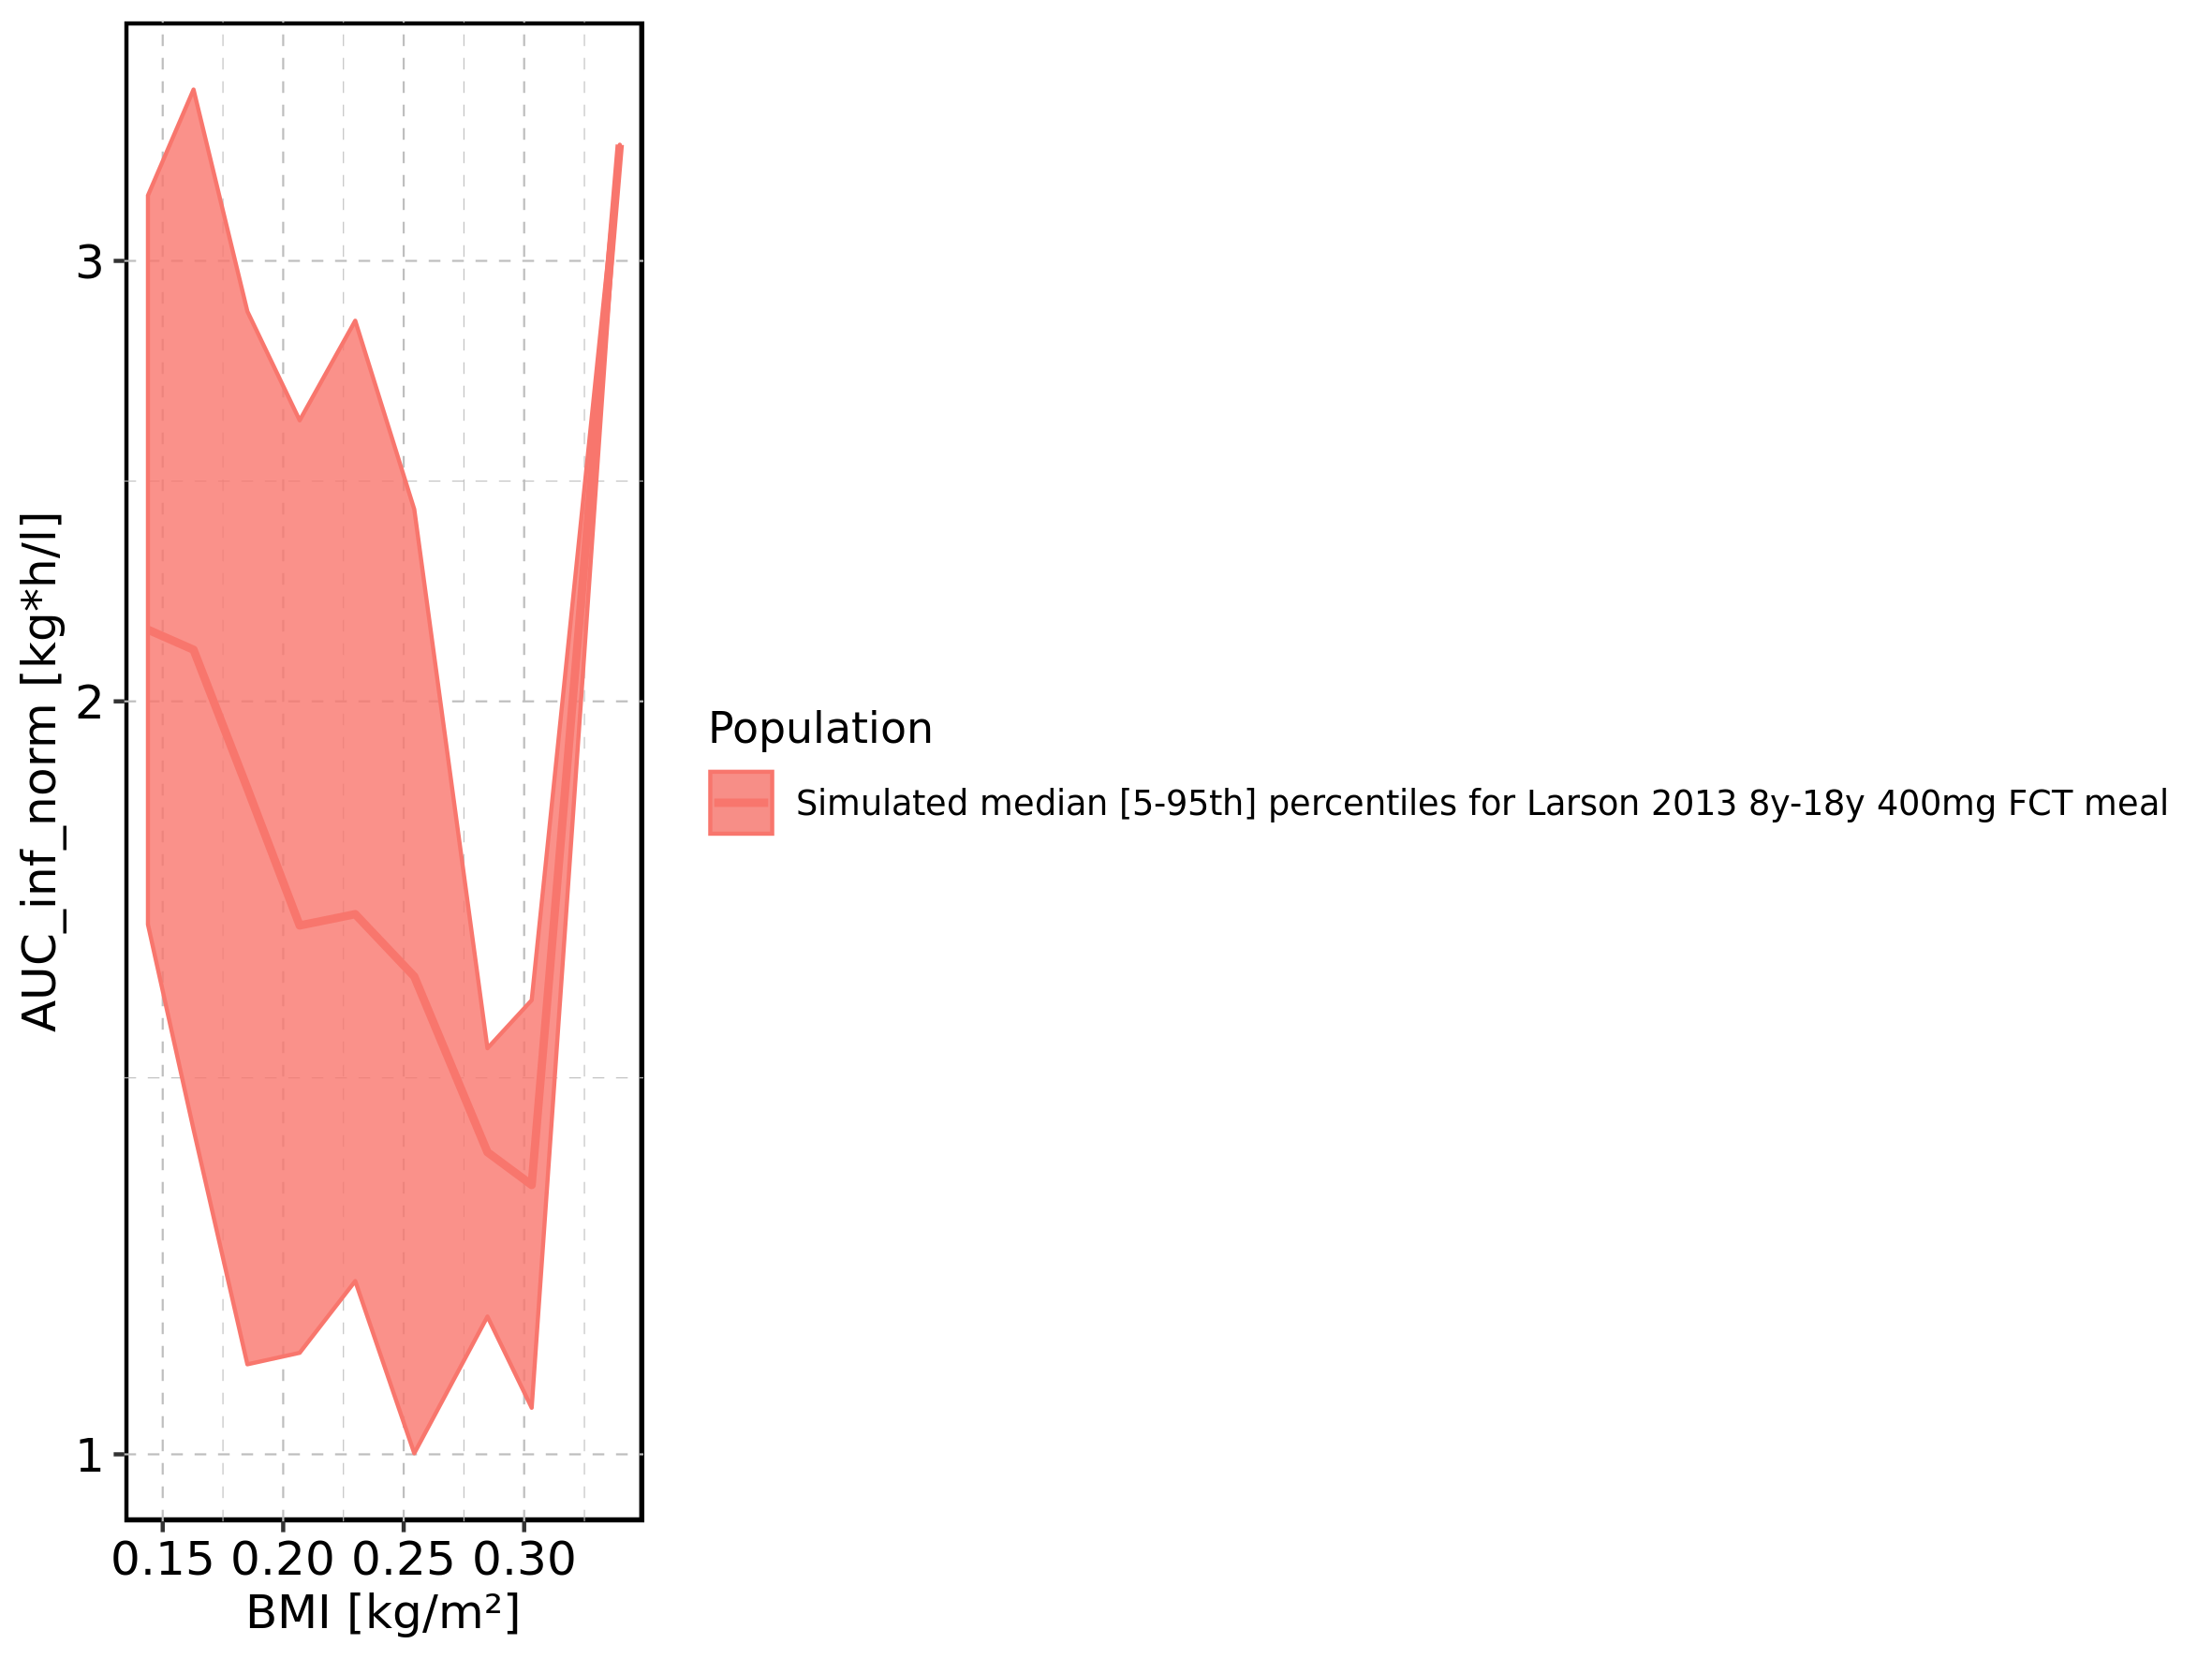 AUC_inf_norm [kg*h/l]
3
2
1
0.15 0.20 0.25 0.30
BMI [kg/m²]
Population
Simulated median [5-95th] percentiles for Larson 2013 8y-18y 400mg FCT meal